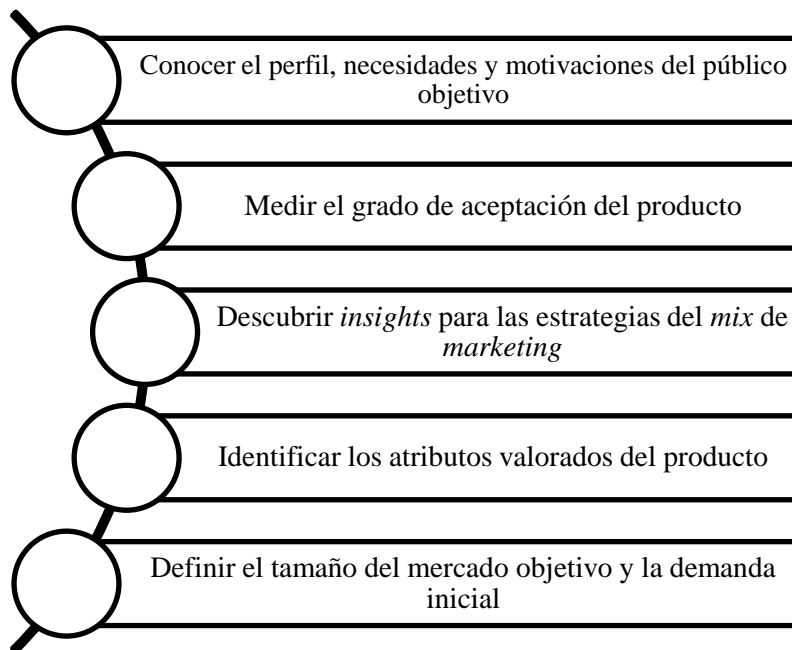 Conocer el perfil, necesidades y motivaciones del público
objetivo
Medir el grado de aceptación del producto
Descubrir insights para las estrategias del mix de
marketing
Identificar los atributos valorados del producto
Definir el tamaño del mercado objetivo y la demanda
inicial